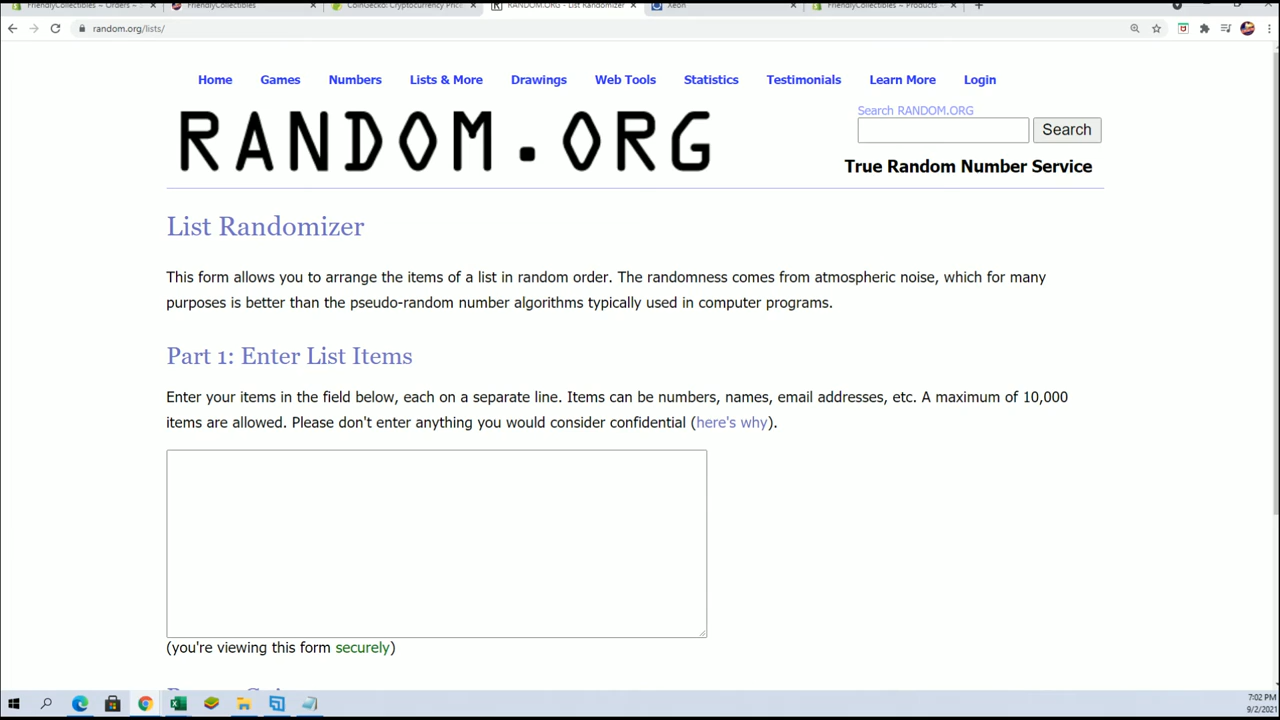 FriendlyCollectibles ~ Orders ~
FriendlyCollectibles
CoinGecko: Cryptocurrency Price
RANDOM.ORG - List Randomizer
Xeon
FriendlyCollectibles ~ Products ~
random.org/lists/
Home Games Numbers Lists & More Drawings Web Tools Statistics Testimonials Learn More Login
RANDOM.ORG
Search RANDOM.ORG
Search
True Random Number Service
List Randomizer
This form allows you to arrange the items of a list in random order. The randomness comes from atmospheric noise, which for many
purposes is better than the pseudo-random number algorithms typically used in computer programs.
Part 1: Enter List Items
Enter your items in the field below, each on a separate line. Items can be numbers, names, email addresses, etc. A maximum of 10,000
items are allowed. Please don't enter anything you would consider confidential (here's why).
(you're viewing this form securely)
7:02 PM
9/2/2021